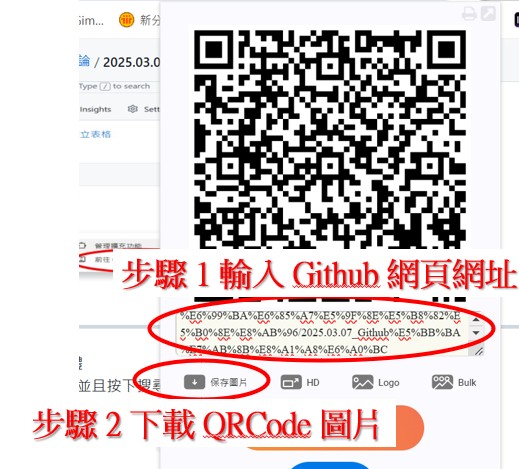 Sim...
新分
論 / 2025.03.0
Type / to search
Insights
Sett
立表格
管理擴充功能
前往
步驟 1 輸入 Github 網頁網址
%E6%99%BA%E6%85%A7%E5%9F%8E%E5%B8%82%E
5%B0%8E%E8%AB%96/2025.03.07_Github%E5%BB%BA
%E7%AB%8B%E8%A1%A8%E6%A0%BC
並且按下搜尋
保存圖片
HD
Logo
Bulk
步驟 2 下載 QRCode 圖片